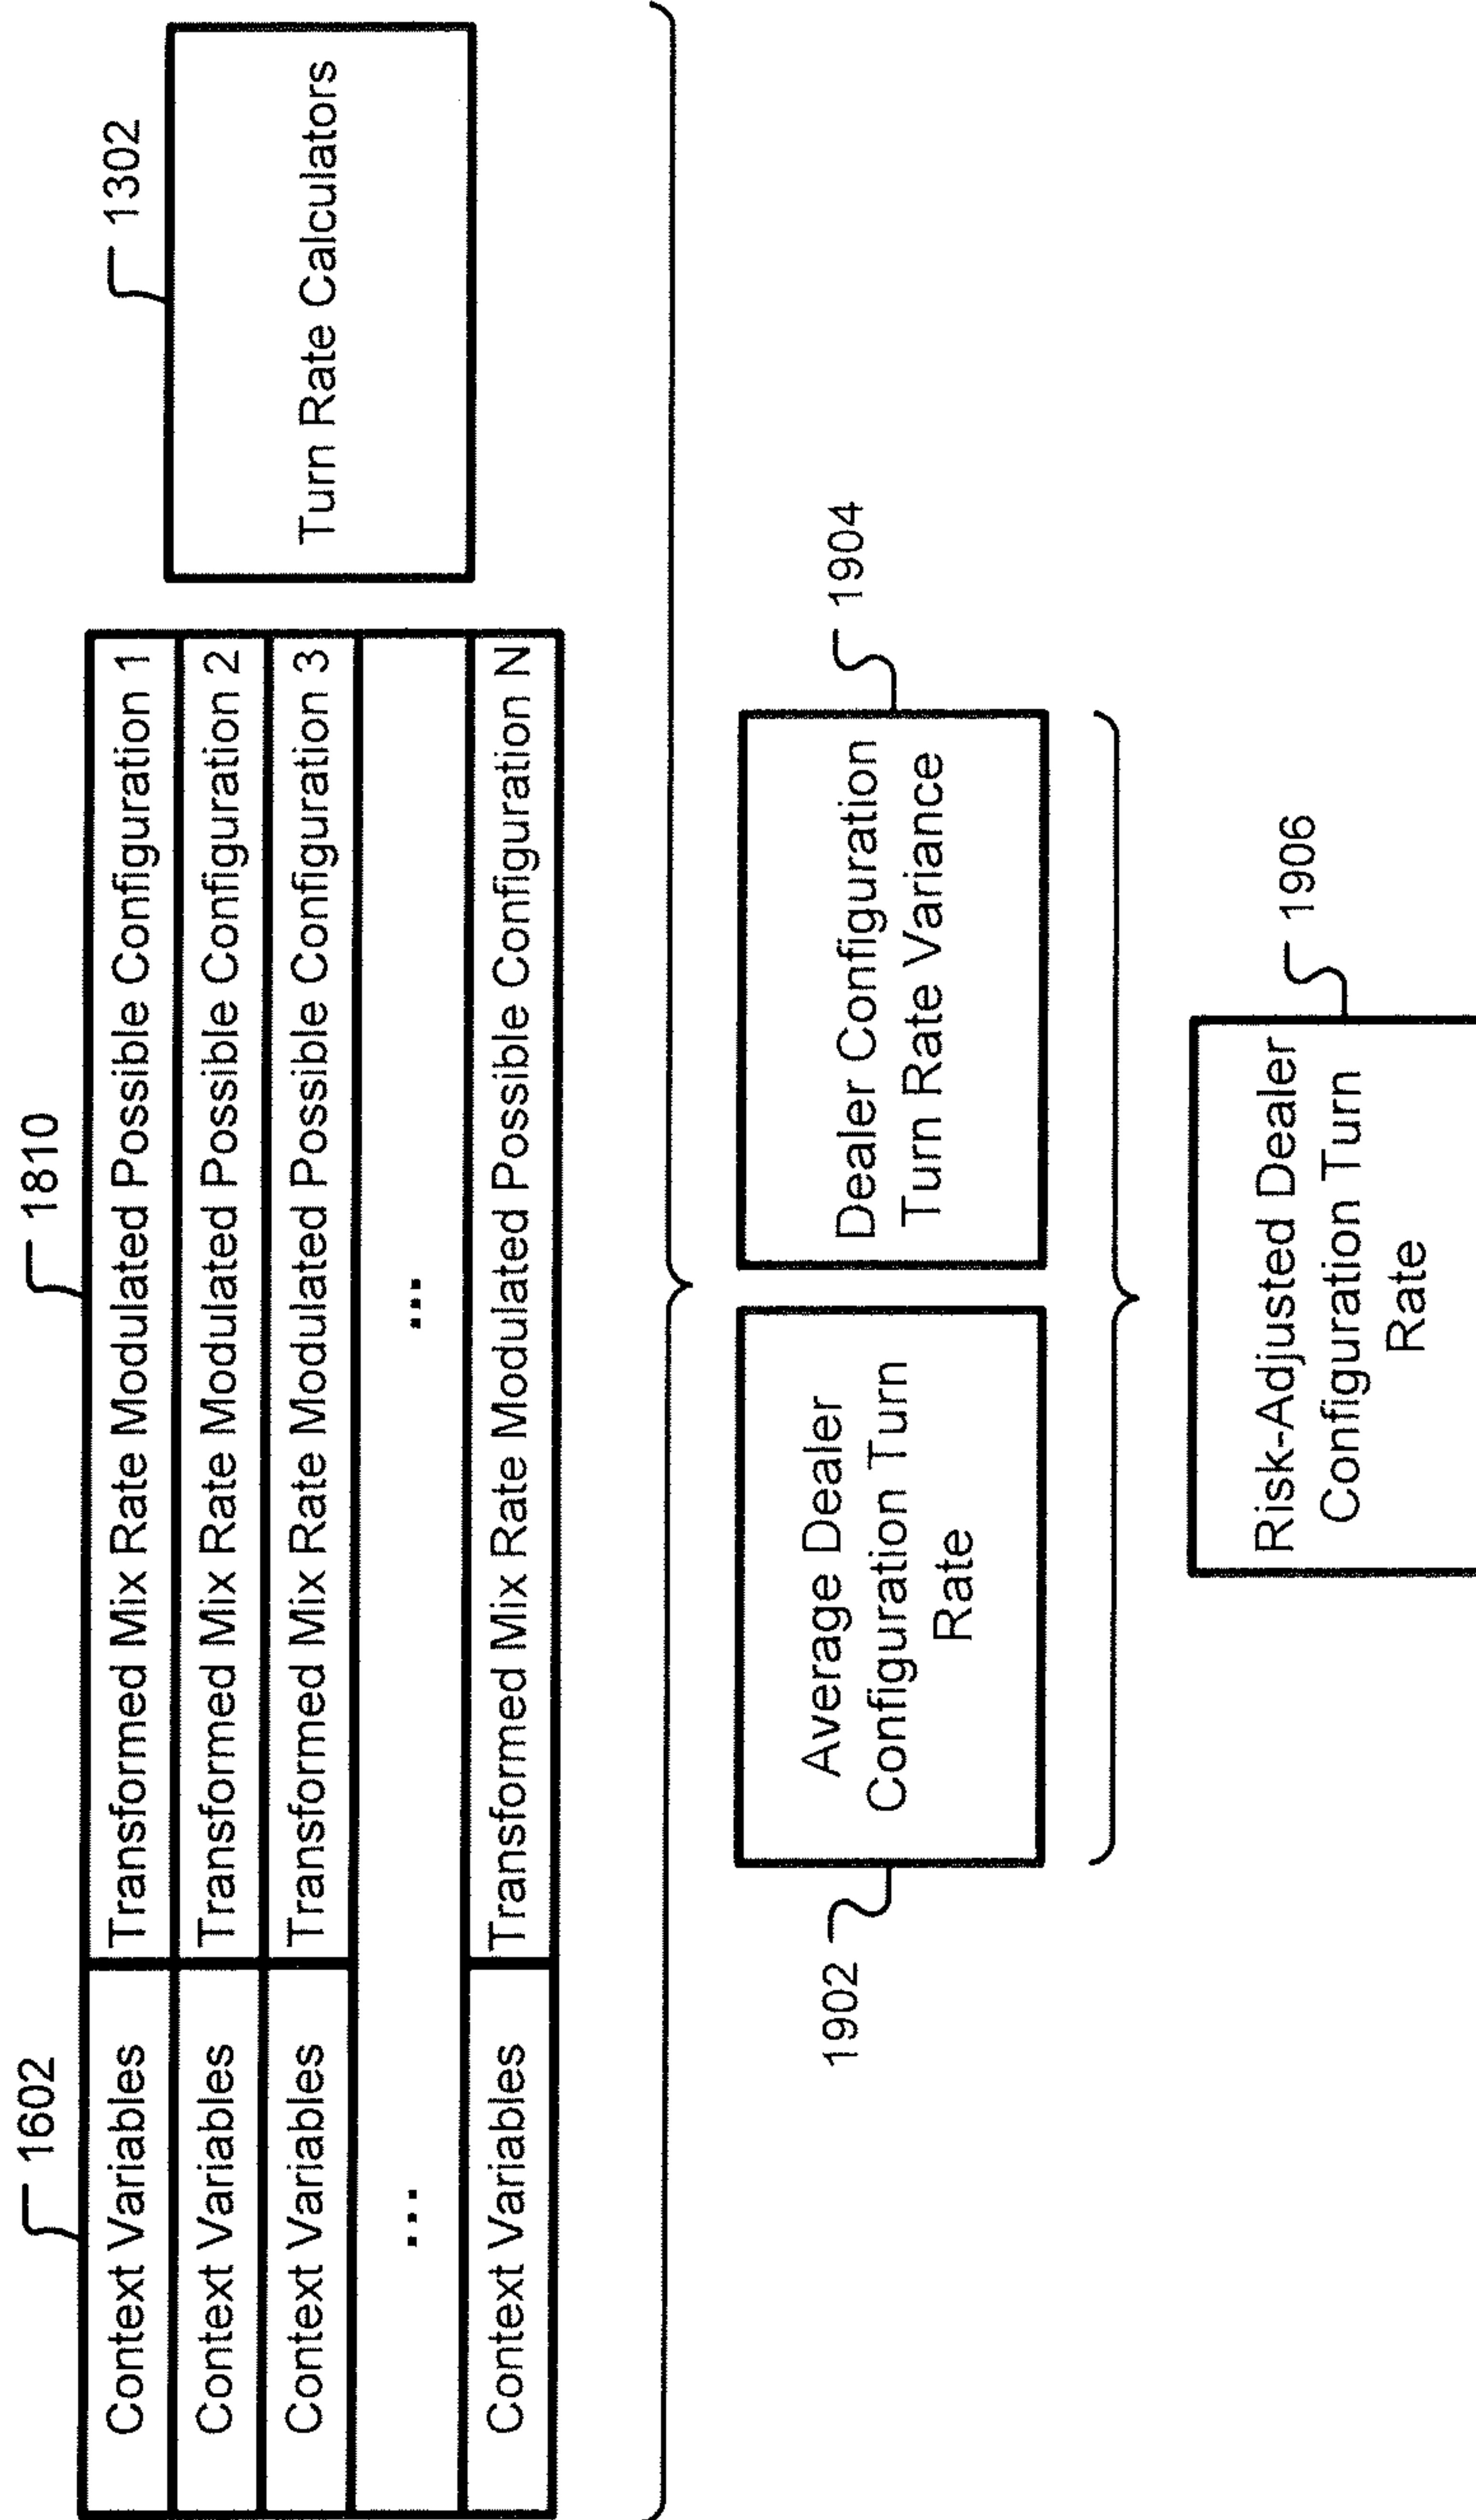 1602
1810
1302
Context Variables
Transformed Mix Rate Modulated Possible Configuration 1
Context Variables
Transformed Mix Rate Modulated Possible Configuration 2
Context Variables
Transformed Mix Rate Modulated Possible Configuration 3
...
...
Context Variables
Transformed Mix Rate Modulated Possible Configuration N
Turn Rate Calculators
1902
Average Dealer
Configuration Turn
Rate
Dealer Configuration
Turn Rate Variance
1904
Risk-Adjusted Dealer
Configuration Turn
Rate
1906